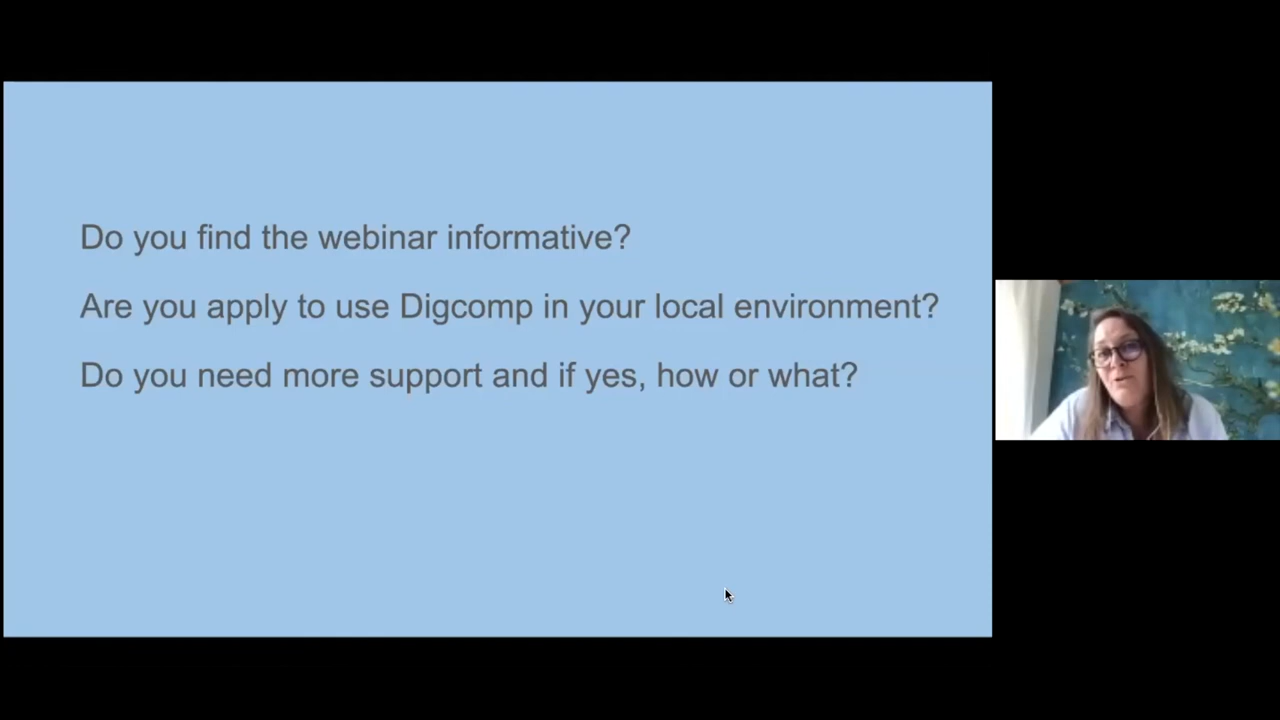 Do you find the webinar informative?
Are you apply to use Digcomp in your local environment?
Do you need more support and if yes, how or what?